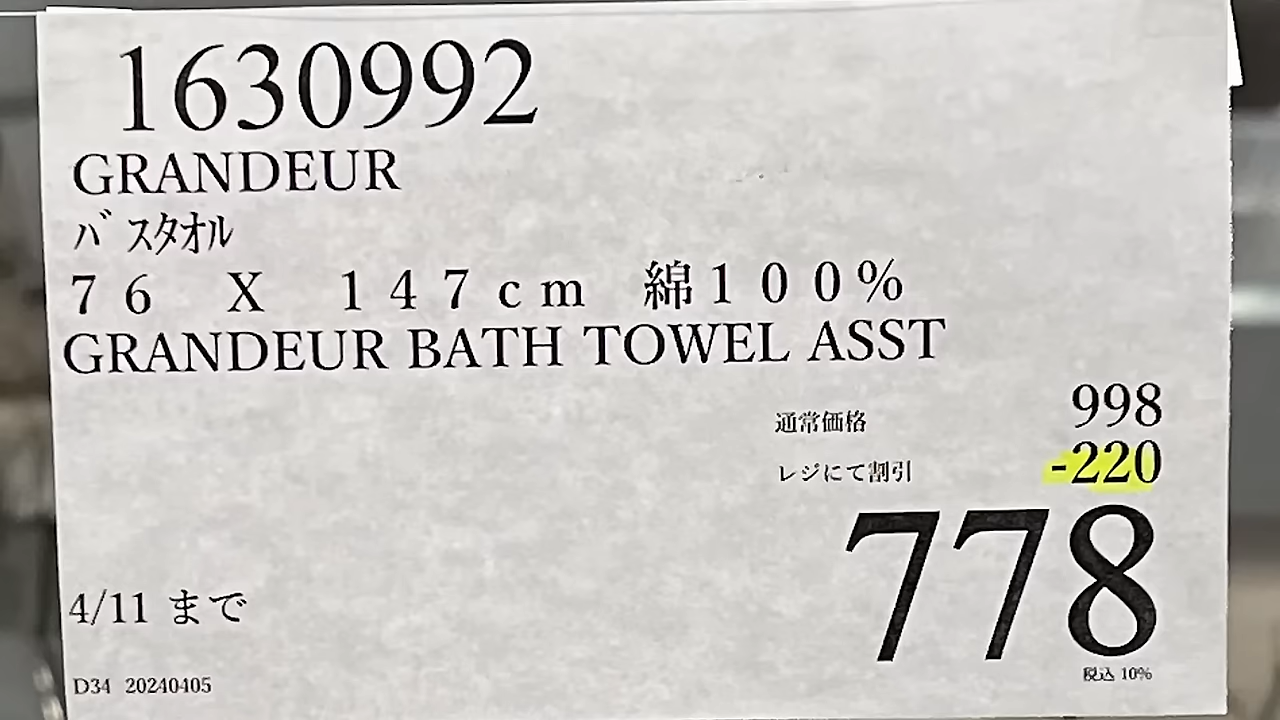 1630992
GRANDEUR
バスタオル
76 X 147cm 綿100%
GRANDEUR BATH TOWEL ASST
通常価格 998
レジにて割引 -220
778
4/11 まで
税込 10%
D34 20240405